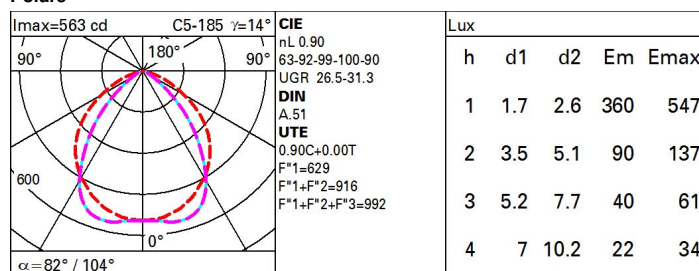 Imax=563 cd C5-185 γ=14°
90° 180° 90°
600
0°
α=82° / 104°
CIE
nL 0.90
63-92-99-100-90
UGR 26.5-31.3
DIN
A.51
UTE
0.90C+0.00T
F"1=629
F"1+F"2=916
F"1+F"2+F"3=992
Lux
h d1 d2 Em Emax
1 1.7 2.6 360 547
2 3.5 5.1 90 137
3 5.2 7.7 40 61
4 7 10.2 22 34